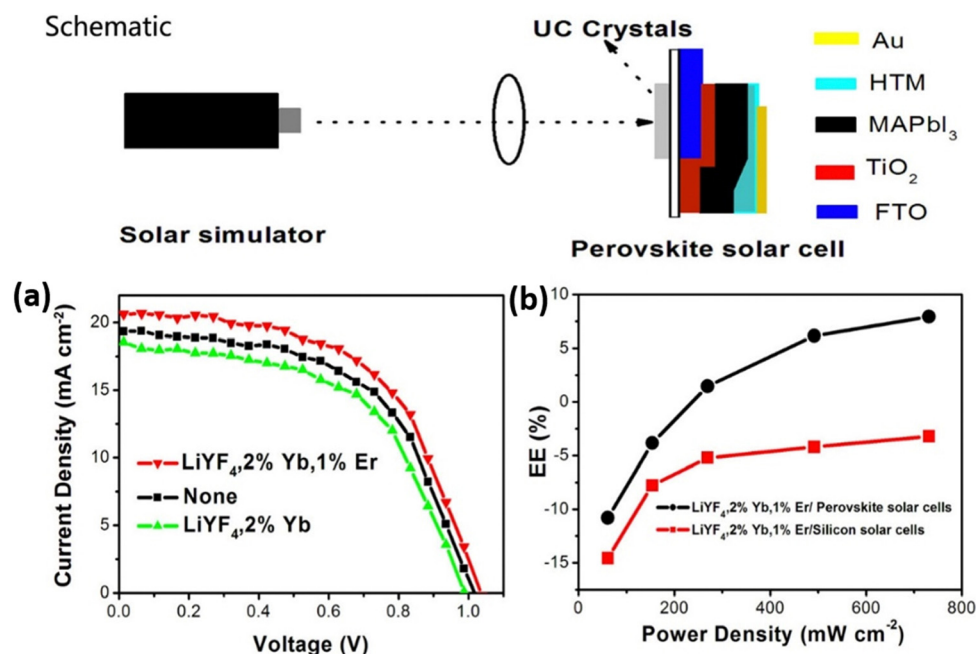 Schematic
UC Crystals
Au
HTM
MAPbI3
TiO2
FTO
Solar simulator
Perovskite solar cell
(a)
20
15
10
5
0
Current Density (mA cm-2)
LiYF4,2% Yb,1% Er
None
LiYF4,2% Yb
0.0 0.2 0.4 0.6 0.8 1.0
Voltage (V)
(b)
10
5
0
-5
-10
-15
EE (%)
LiYF4,2% Yb,1% Er/ Perovskite solar cells
LiYF4,2% Yb,1% Er/Silicon solar cells
0 200 400 600 800
Power Density (mW cm-2)